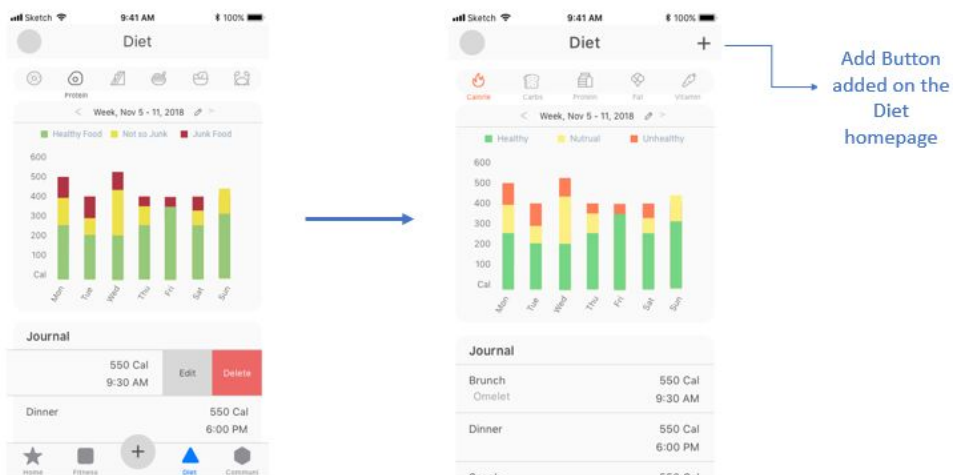 Sketch 9:41 AM 100%
Diet
Protein
< Week, Nov 5 - 11, 2018 >
Healthy Food Not so Junk Junk Food
600
500
400
300
200
100
Cal
Mon Tue Wed Thu Fri Sat Sun
Journal
550 Cal
9:30 AM
Edit Delete
Dinner 550 Cal
6:00 PM
+
Home Fitness Diet Communi
Sketch 9:41 AM 100%
Diet +
Calorie Carbs Protein Fat Vitamin
< Week, Nov 5 - 11, 2018 >
Healthy Nutrual Unhealthy
600
500
400
300
200
100
Cal
Mon Tue Wed Thu Fri Sat Sun
Journal
Brunch 550 Cal
Omelet 9:30 AM
Dinner 550 Cal
6:00 PM
Add Button
added on the
Diet
homepage